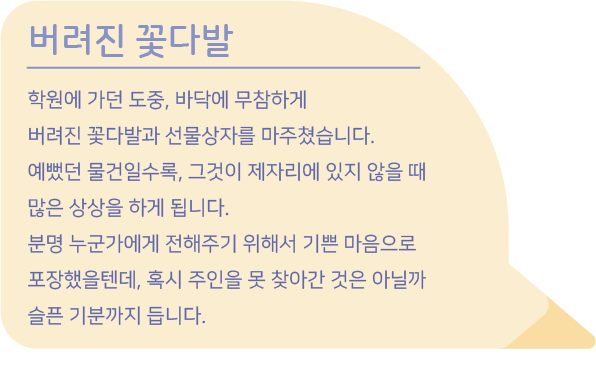 버려진 꽃다발
학원에 가던 도중, 바닥에 무참하게
버려진 꽃다발과 선물상자를 마주쳤습니다.
예뻤던 물건일수록, 그것이 제자리에 있지 않을 때
많은 상상을 하게 됩니다.
분명 누군가에게 전해주기 위해서 기쁜 마음으로
포장했을텐데, 혹시 주인을 못 찾아간 것은 아닐까
슬픈 기분까지 듭니다.